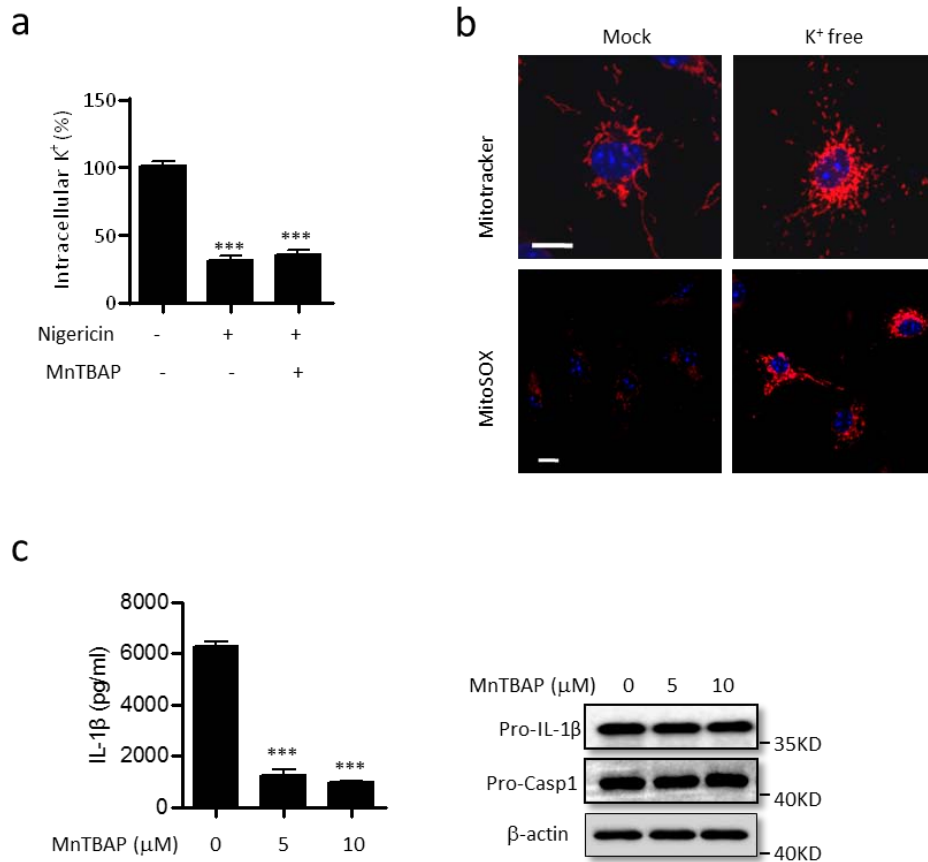 a
Intracellular K⁺ (%)
150
100
50
0
***
***
Nigericin - + +
MnTBAP - - +
b
Mock
K⁺ free
Mitotracker
MitoSOX
c
IL-1β (pg/ml)
8000
6000
4000
2000
0
***
***
MnTBAP (μM) 0 5 10
MnTBAP (μM) 0 5 10
Pro-IL-1β
35KD
Pro-Casp1
40KD
β-actin
40KD